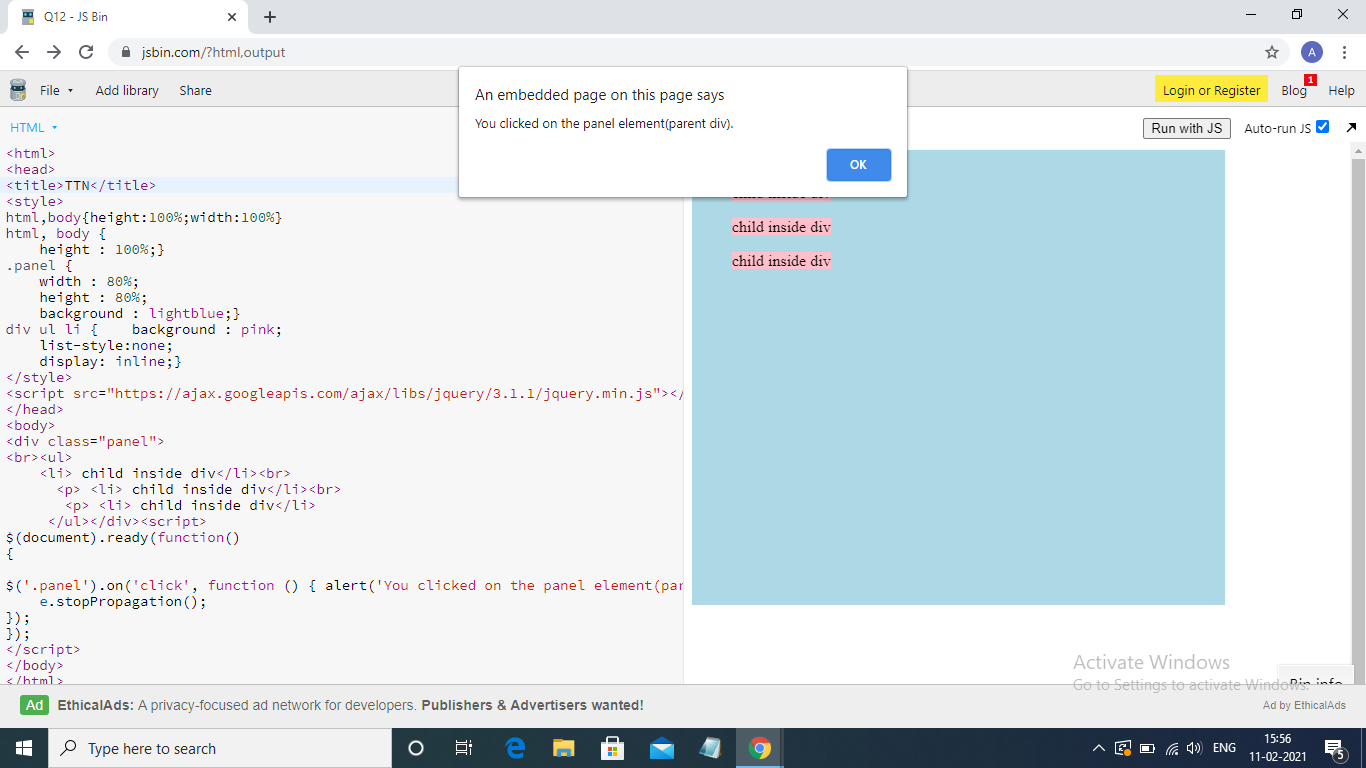 Q12 - JS Bin
jsbin.com/?html,output
A
File
Add library
Share
Login or Register
Blog
1
Help
An embedded page on this page says
You clicked on the panel element(parent div).
OK
HTML
Run with JS
Auto-run JS
<html>
<head>
<title>TTN</title>
<style>
html,body{height:100%;width:100%}
html, body {
height : 100%;}
.panel {
width : 80%;
height : 80%;
background : lightblue;}
div ul li {    background : pink;
list-style:none;
display: inline;}
</style>
<script src="https://ajax.googleapis.com/ajax/libs/jquery/3.1.1/jquery.min.js"></
</head>
<body>
<div class="panel">
<br><ul>
<li> child inside div</li><br>
<p> <li> child inside div</li><br>
<p> <li> child inside div</li>
</ul></div><script>
$(document).ready(function()
{
$('.panel').on('click', function () { alert('You clicked on the panel element(par
e.stopPropagation();
});
});
</script>
</body>
</html>
child inside div
child inside div
child inside div
Activate Windows
Go to Settings to activate Windows.
Bin info
Ad
EthicalAds: A privacy-focused ad network for developers. Publishers & Advertisers wanted!
Ad by EthicalAds
Type here to search
ENG
15:56
11-02-2021
5